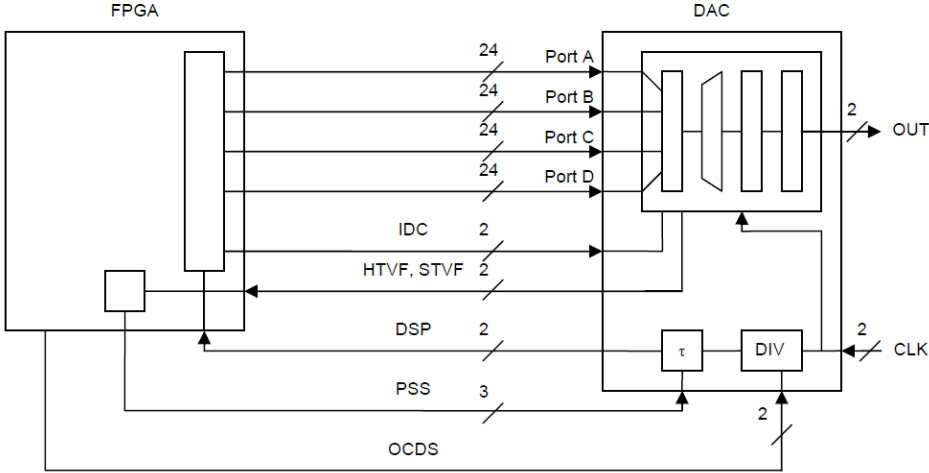 FPGA DAC
24 Port A
24 Port B
2 OUT
24 Port C
24 Port D
IDC 2
HTVF, STVF 2
DSP 2
τ DIV
2 CLK
PSS 3
2
OCDS